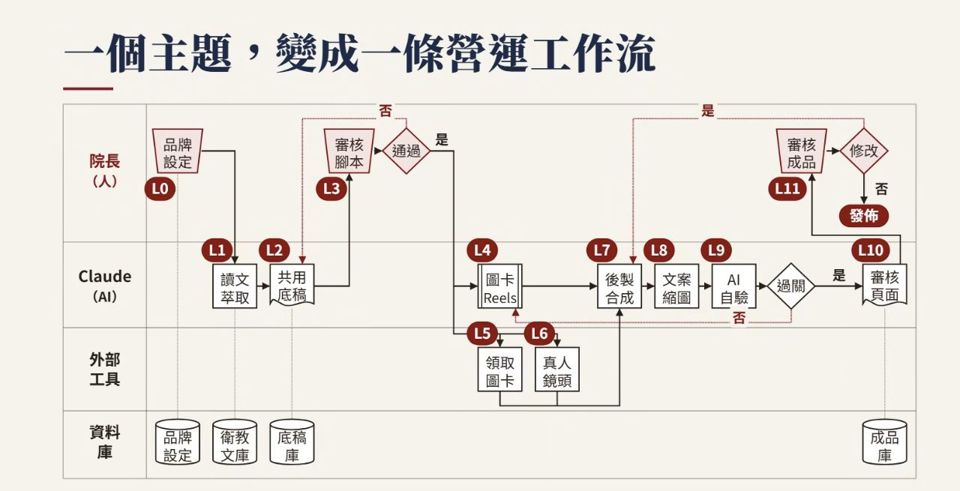 一個主題，變成一條營運工作流
否
是
院長
（人）
品牌
設定
L0
審核
腳本
L3
通過
是
審核
成品
L11
修改
否
發佈
Claude
（AI）
L1
讀文
萃取
L2
共用
底稿
L4
圖卡
Reels
L7
後製
合成
L8
文案
縮圖
L9
AI
自驗
過關
是
否
L10
審核
頁面
外部
工具
L5
領取
圖卡
L6
真人
鏡頭
資料
庫
品牌
設定
衛教
文庫
底稿
庫
成品
庫